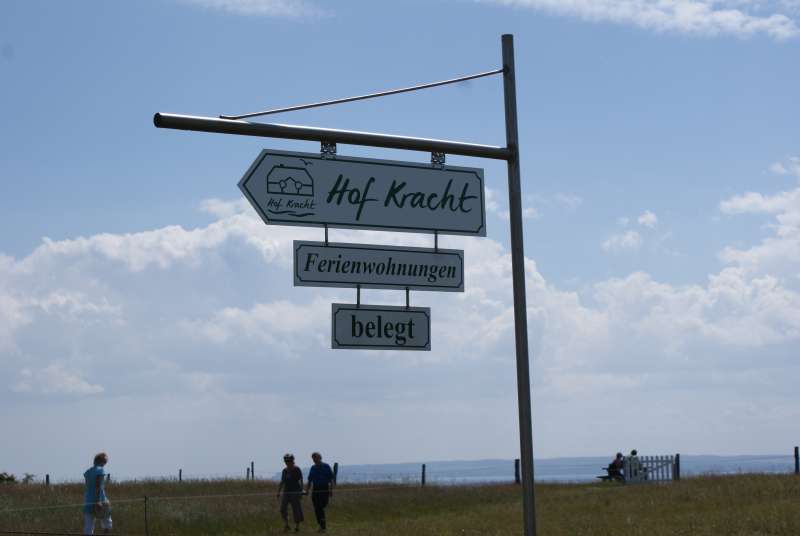 Hof Kracht
Hof Kracht
Ferienwohnungen
belegt